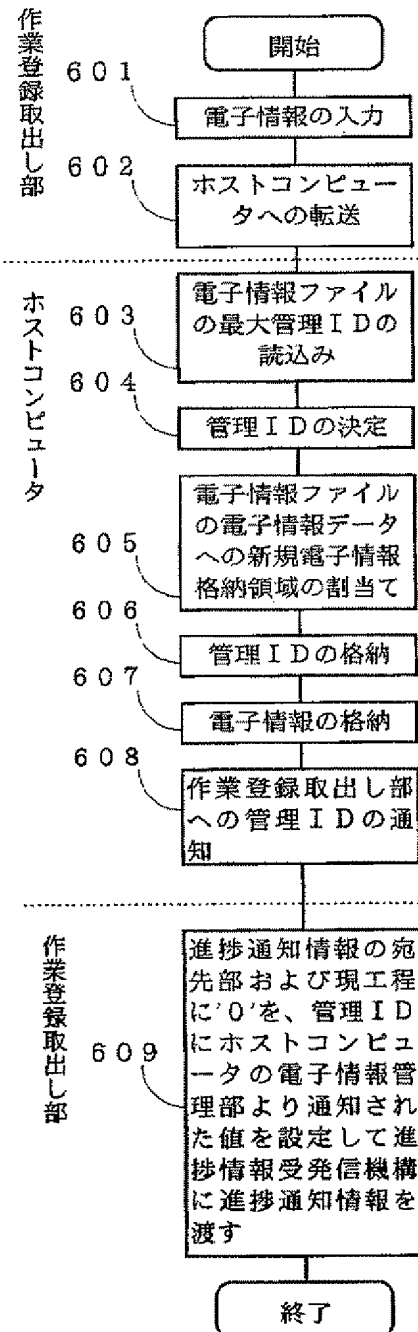 作業登録取出し部
開始
601
電子情報の入力
602
ホストコンピュー
タへの転送
ホストコンピュータ
603
電子情報ファイル
の最大管理IDの
読込み
604
管理IDの決定
605
電子情報ファイル
の電子情報データ
への新規電子情報
格納領域の割当て
606
管理IDの格納
607
電子情報の格納
608
作業登録取出し部
への管理IDの通
知
作業登録取出し部
609
進捗通知情報の宛
先部および現工程
に'0'を、管理ID
にホストコンピュ
ータの電子情報管
理部より通知され
た値を設定して進
捗情報受発信機構
に進捗通知情報を
渡す
終了